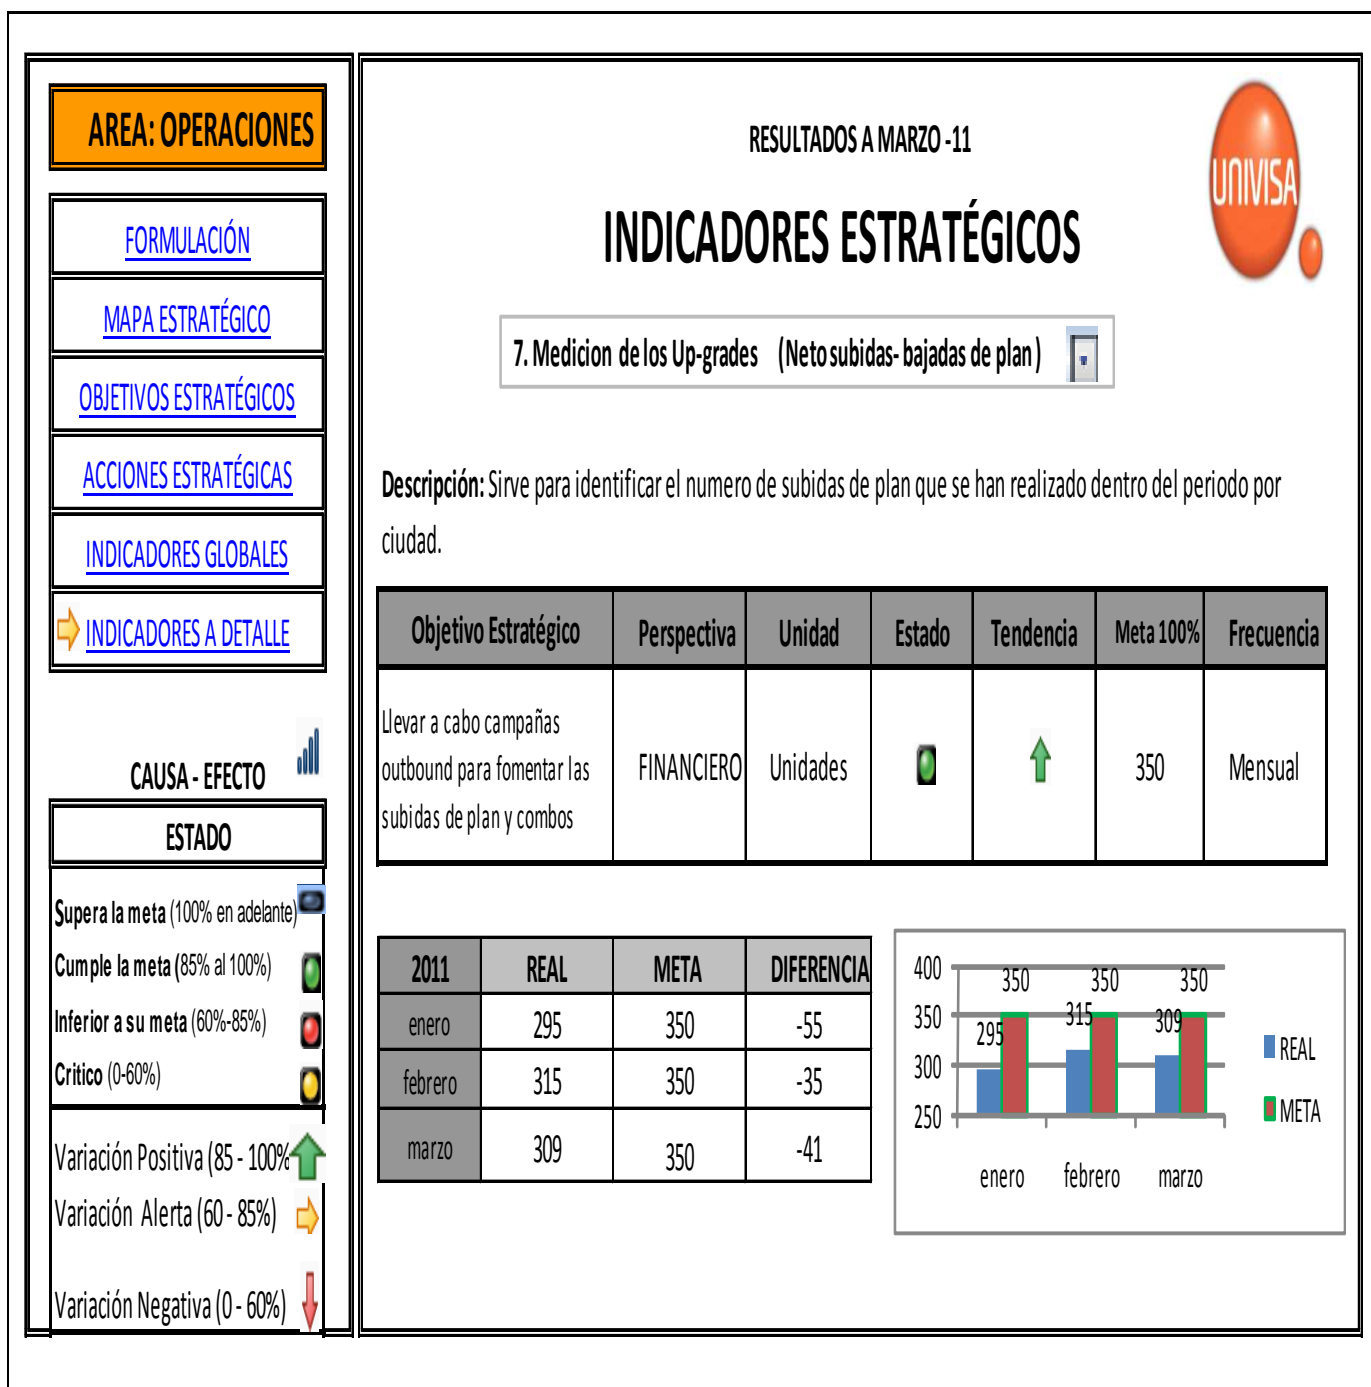 AREA: OPERACIONES
FORMULACIÓN
MAPA ESTRATÉGICO
OBJETIVOS ESTRATÉGICOS
ACCIONES ESTRATÉGICAS
INDICADORES GLOBALES
INDICADORES A DETALLE
CAUSA - EFECTO
ESTADO
Supera la meta (100% en adelante)
Cumple la meta (85% al 100%)
Inferior a su meta (60%-85%)
Critico (0-60%)
Variación Positiva (85 - 100%
Variación Alerta (60 - 85%)
Variación Negativa (0 - 60%)
RESULTADOS A MARZO -11
INDICADORES ESTRATÉGICOS
UNIVISA
7. Medicion de los Up-grades (Neto subidas- bajadas de plan)
Descripción: Sirve para identificar el numero de subidas de plan que se han realizado dentro del periodo por
ciudad.
Objetivo Estratégico Perspectiva Unidad Estado Tendencia Meta 100% Frecuencia
Llevar a cabo campañas
outbound para fomentar las FINANCIERO Unidades 350 Mensual
subidas de plan y combos
2011 REAL META DIFERENCIA
enero 295 350 -55
febrero 315 350 -35
marzo 309 350 -41
400
350
300
250
350 350 350
295 315 309
enero febrero marzo
REAL
META